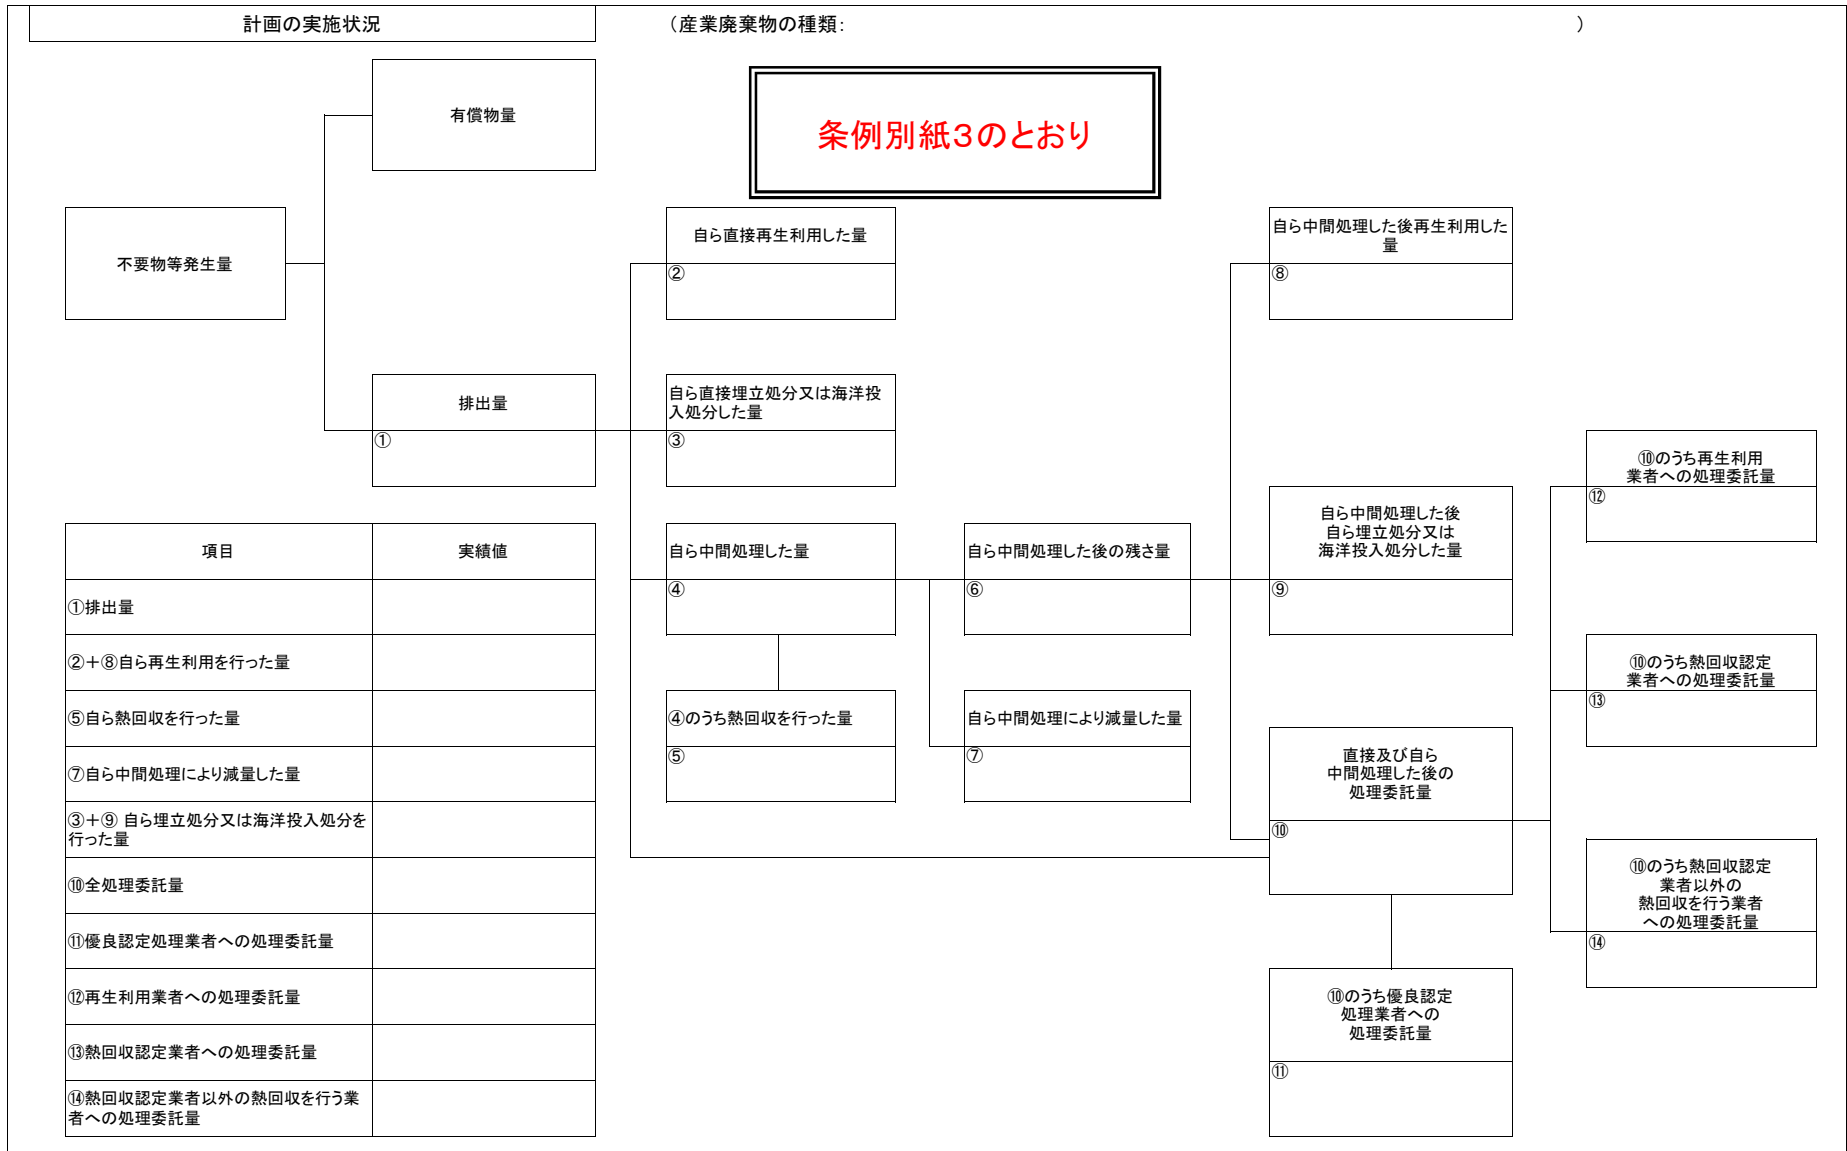 計画の実施状況
（産業廃棄物の種類：　）
有償物量
条例別紙３のとおり
不要物等発生量
自ら直接再生利用した量
②
自ら中間処理した後再生利用した
量
⑧
排出量
①
自ら直接埋立処分又は海洋投
入処分した量
③
⑩のうち再生利用
業者への処理委託量
⑫
項目
実績値
①排出量
②＋⑧自ら再生利用を行った量
⑤自ら熱回収を行った量
⑦自ら中間処理により減量した量
③＋⑨ 自ら埋立処分又は海洋投入処分を
行った量
⑩全処理委託量
⑪優良認定処理業者への処理委託量
⑫再生利用業者への処理委託量
⑬熱回収認定業者への処理委託量
⑭熱回収認定業者以外の熱回収を行う業
者への処理委託量
自ら中間処理した量
④
自ら中間処理した後の残さ量
⑥
自ら中間処理した後
自ら埋立処分又は
海洋投入処分した量
⑨
④のうち熱回収を行った量
⑤
自ら中間処理により減量した量
⑦
⑩のうち熱回収認定
業者への処理委託量
⑬
直接及び自ら
中間処理した後の
処理委託量
⑩
⑩のうち熱回収認定
業者以外の
熱回収を行う業者
への処理委託量
⑭
⑩のうち優良認定
処理業者への
処理委託量
⑪